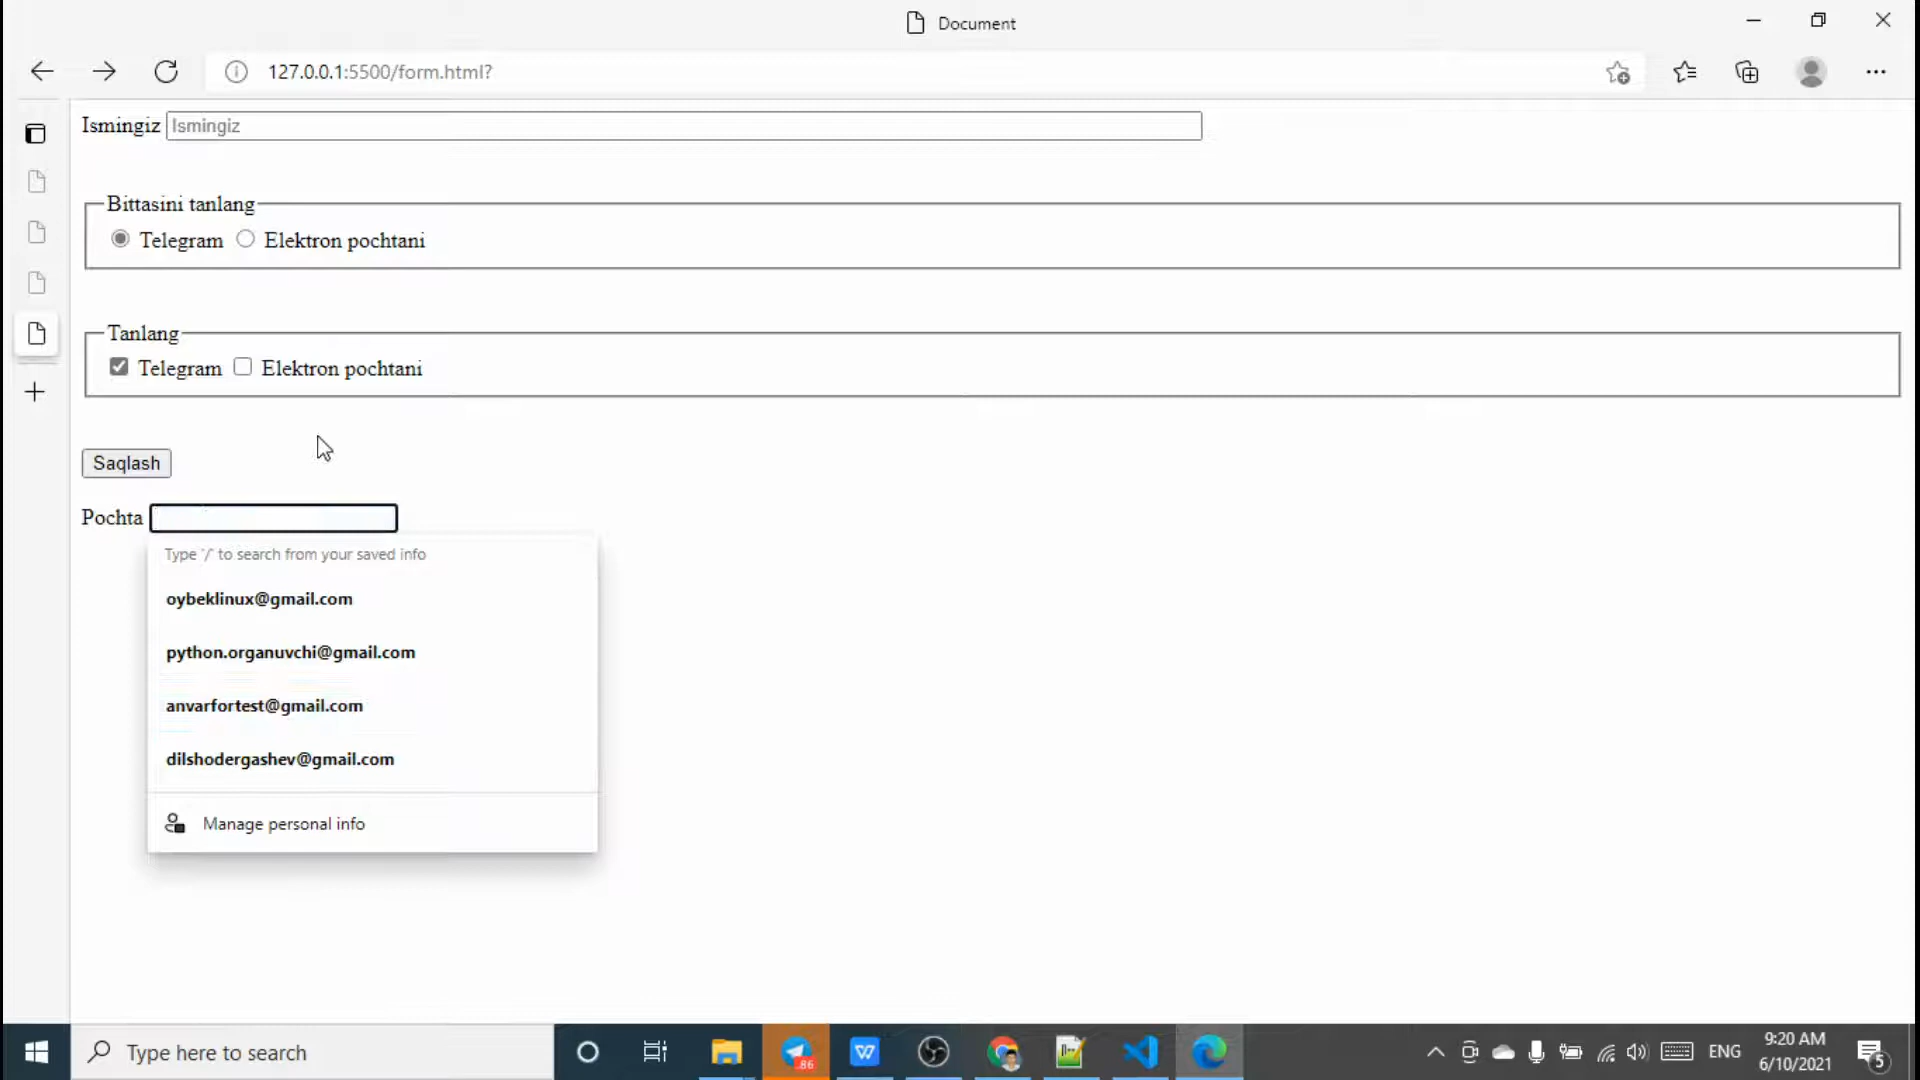 Document
127.0.0.1:5500/form.html?
Ismingiz Ismingiz
Bittasini tanlang
Telegram Elektron pochtani
Tanlang
Telegram Elektron pochtani
Saqlash
Pochta
Type '/' to search from your saved info
oybeklinux@gmail.com
python.organuvchi@gmail.com
anvarfortest@gmail.com
dilshodergashev@gmail.com
Manage personal info
Type here to search
.86
W
ENG
9:20 AM
6/10/2021
5